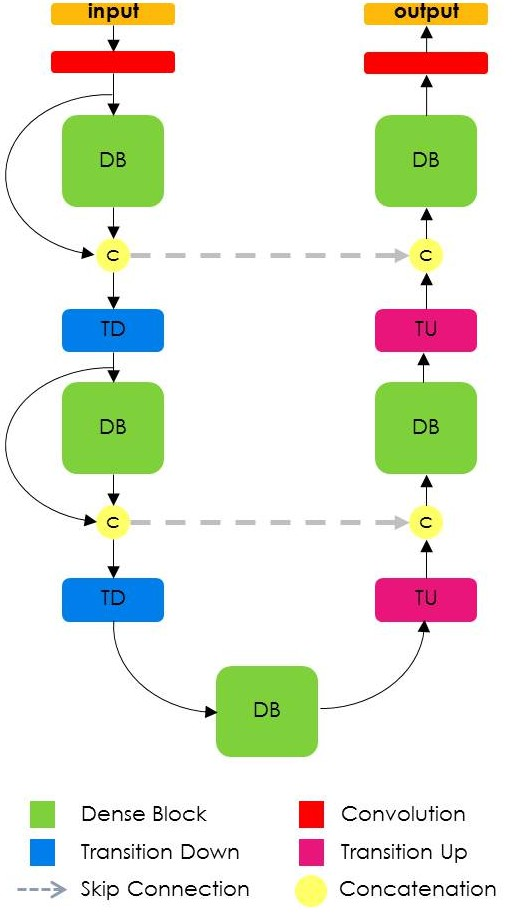 input output
DB DB
C C
TD TU
DB DB
C C
TD TU
DB
Dense Block Convolution
Transition Down Transition Up
Skip Connection Concatenation